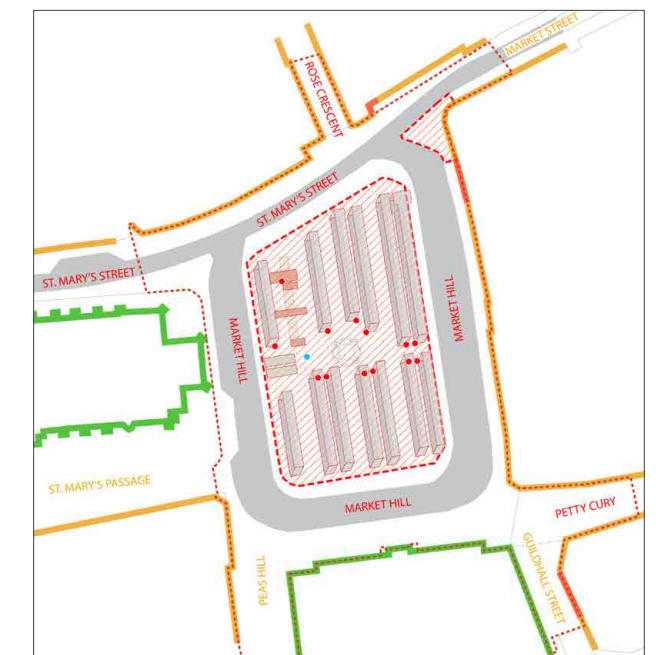 MARKET STREET
ROSE CRESCENT
ST. MARY'S STREET
ST. MARY'S STREET
MARKET HILL
MARKET HILL
ST. MARY'S PASSAGE
MARKET HILL
PETTY CURY
PEAS HILL
GUILDHALL STREET